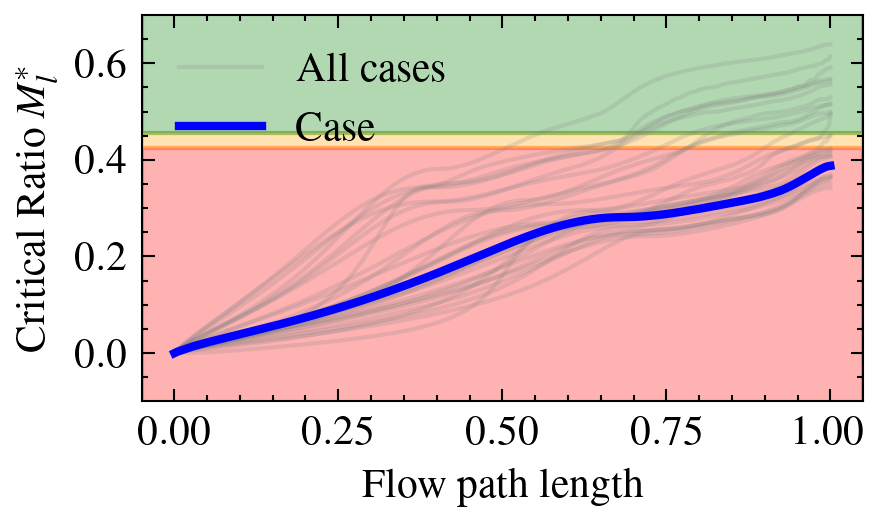 Critical Ratio $M_l^*$
0.6
0.4
0.2
0.0
All cases
Case
0.00 0.25 0.50 0.75 1.00
Flow path length